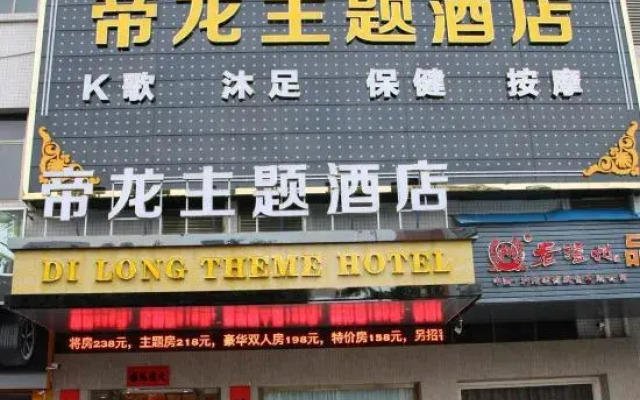 帝龙主题酒店
K歌 沐足 保健 按摩
帝龙主题酒店
DI LONG THEME HOTEL
将房238元，主题房218元，豪华双人房198元，特价房158元，另招